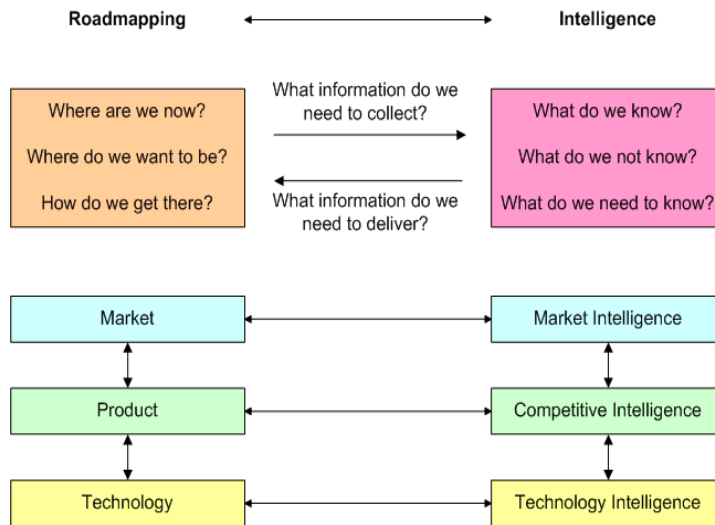 Roadmapping
Intelligence
Where are we now?
Where do we want to be?
How do we get there?
What information do we
need to collect?
What information do we
need to deliver?
What do we know?
What do we not know?
What do we need to know?
Market
Market Intelligence
Product
Competitive Intelligence
Technology
Technology Intelligence